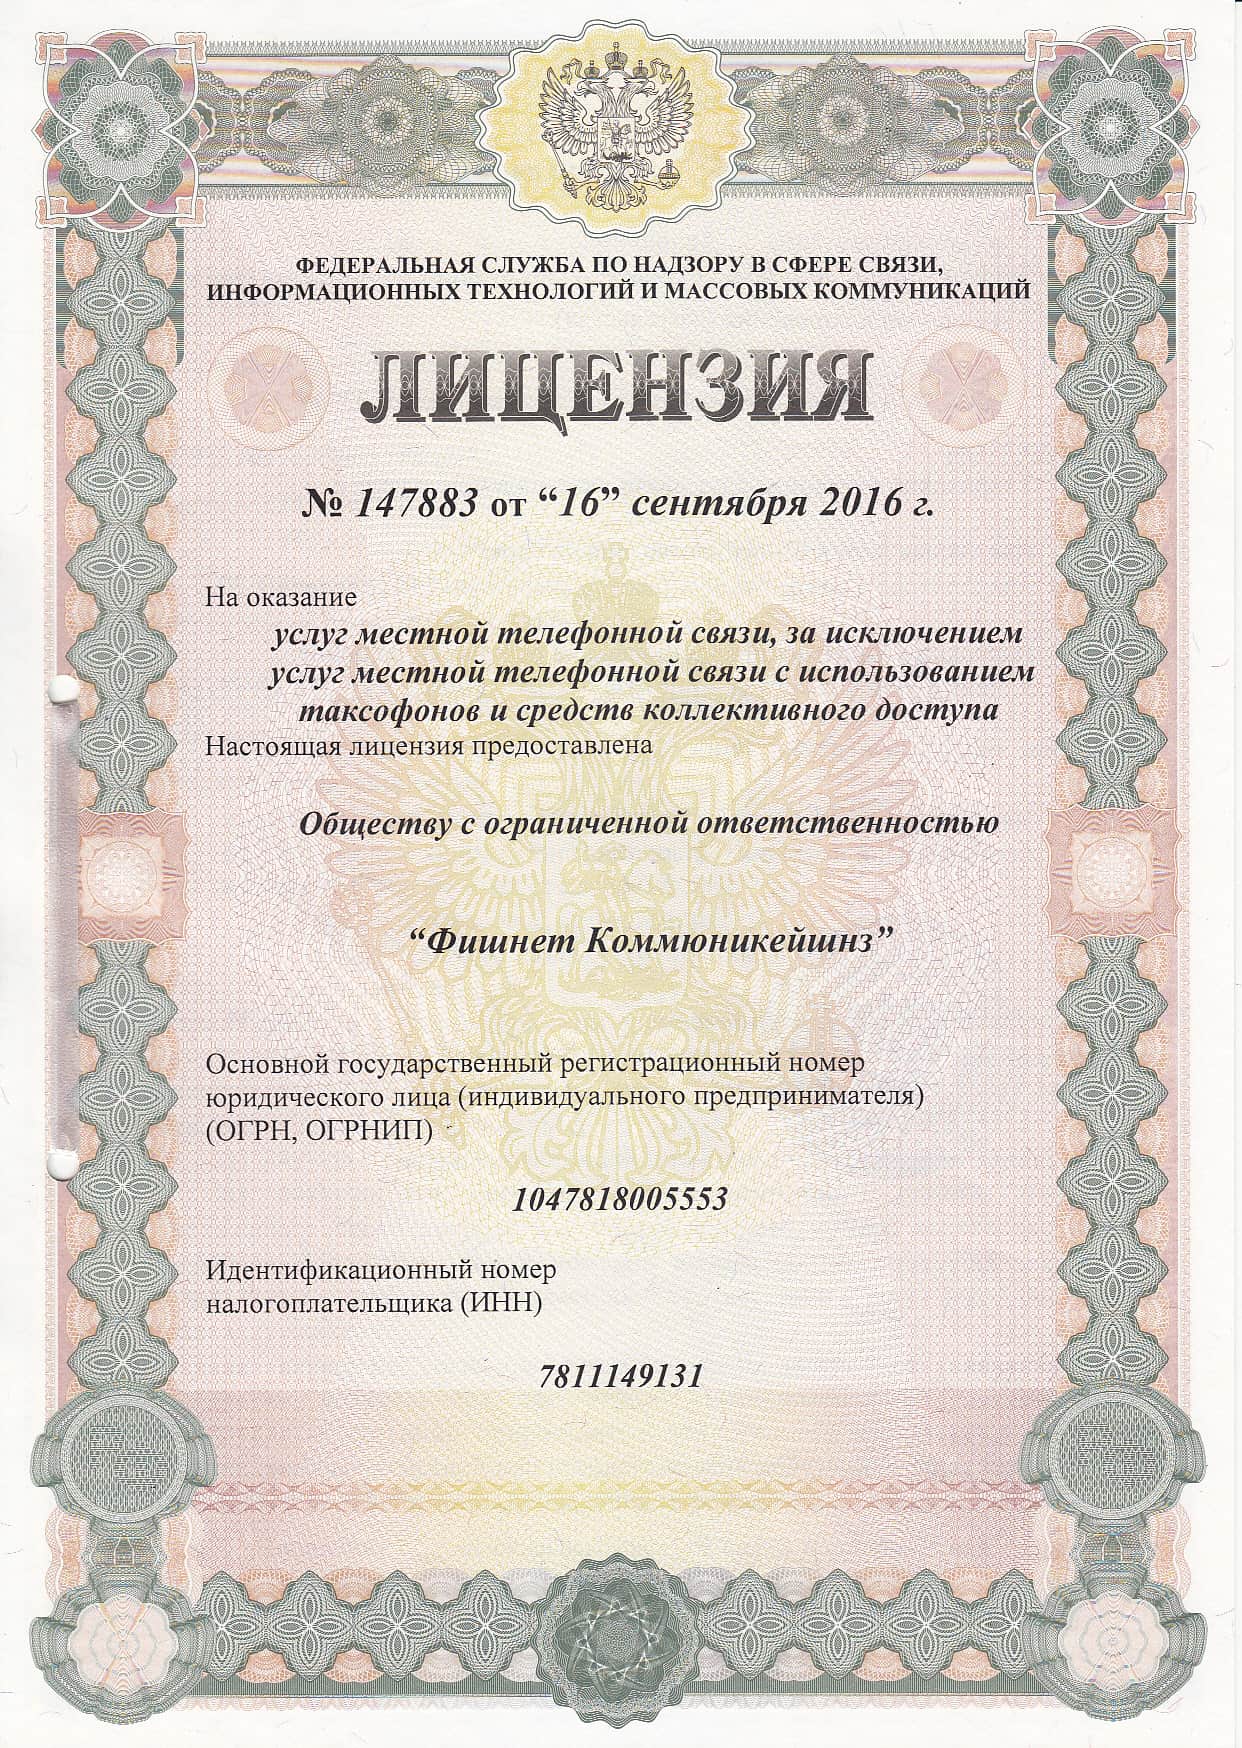 ФЕДЕРАЛЬНАЯ СЛУЖБА ПО НАДЗОРУ В СФЕРЕ СВЯЗИ,
ИНФОРМАЦИОННЫХ ТЕХНОЛОГИЙ И МАССОВЫХ КОММУНИКАЦИЙ
ЛИЦЕНЗИЯ
№ 147883 от “16” сентября 2016 г.
На оказание
услуг местной телефонной связи, за исключением
услуг местной телефонной связи с использованием
таксофонов и средств коллективного доступа
Настоящая лицензия предоставлена
Обществу с ограниченной ответственностью
“Фишнет Коммюникейшнз”
Основной государственный регистрационный номер
юридического лица (индивидуального предпринимателя)
(ОГРН, ОГРНИП)
1047818005553
Идентификационный номер
налогоплательщика (ИНН)
7811149131